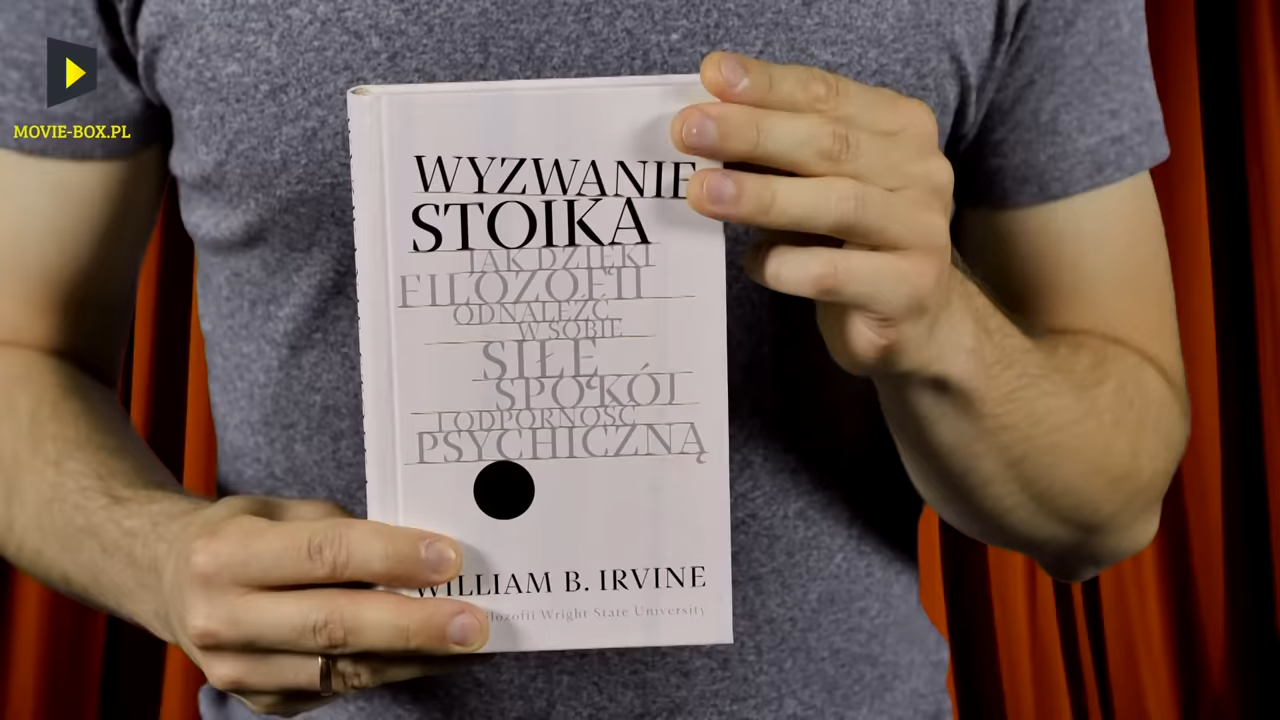 MOVIE-BOX.PL
WYZWANIE
STOIKA
JAK DZIĘKI
FILOZOFII
ODNALEŹĆ
W SOBIE
SIŁĘ
SPOKÓJ
I ODPORNOŚĆ
PSYCHICZNĄ
WILLIAM B. IRVINE
Wright State University